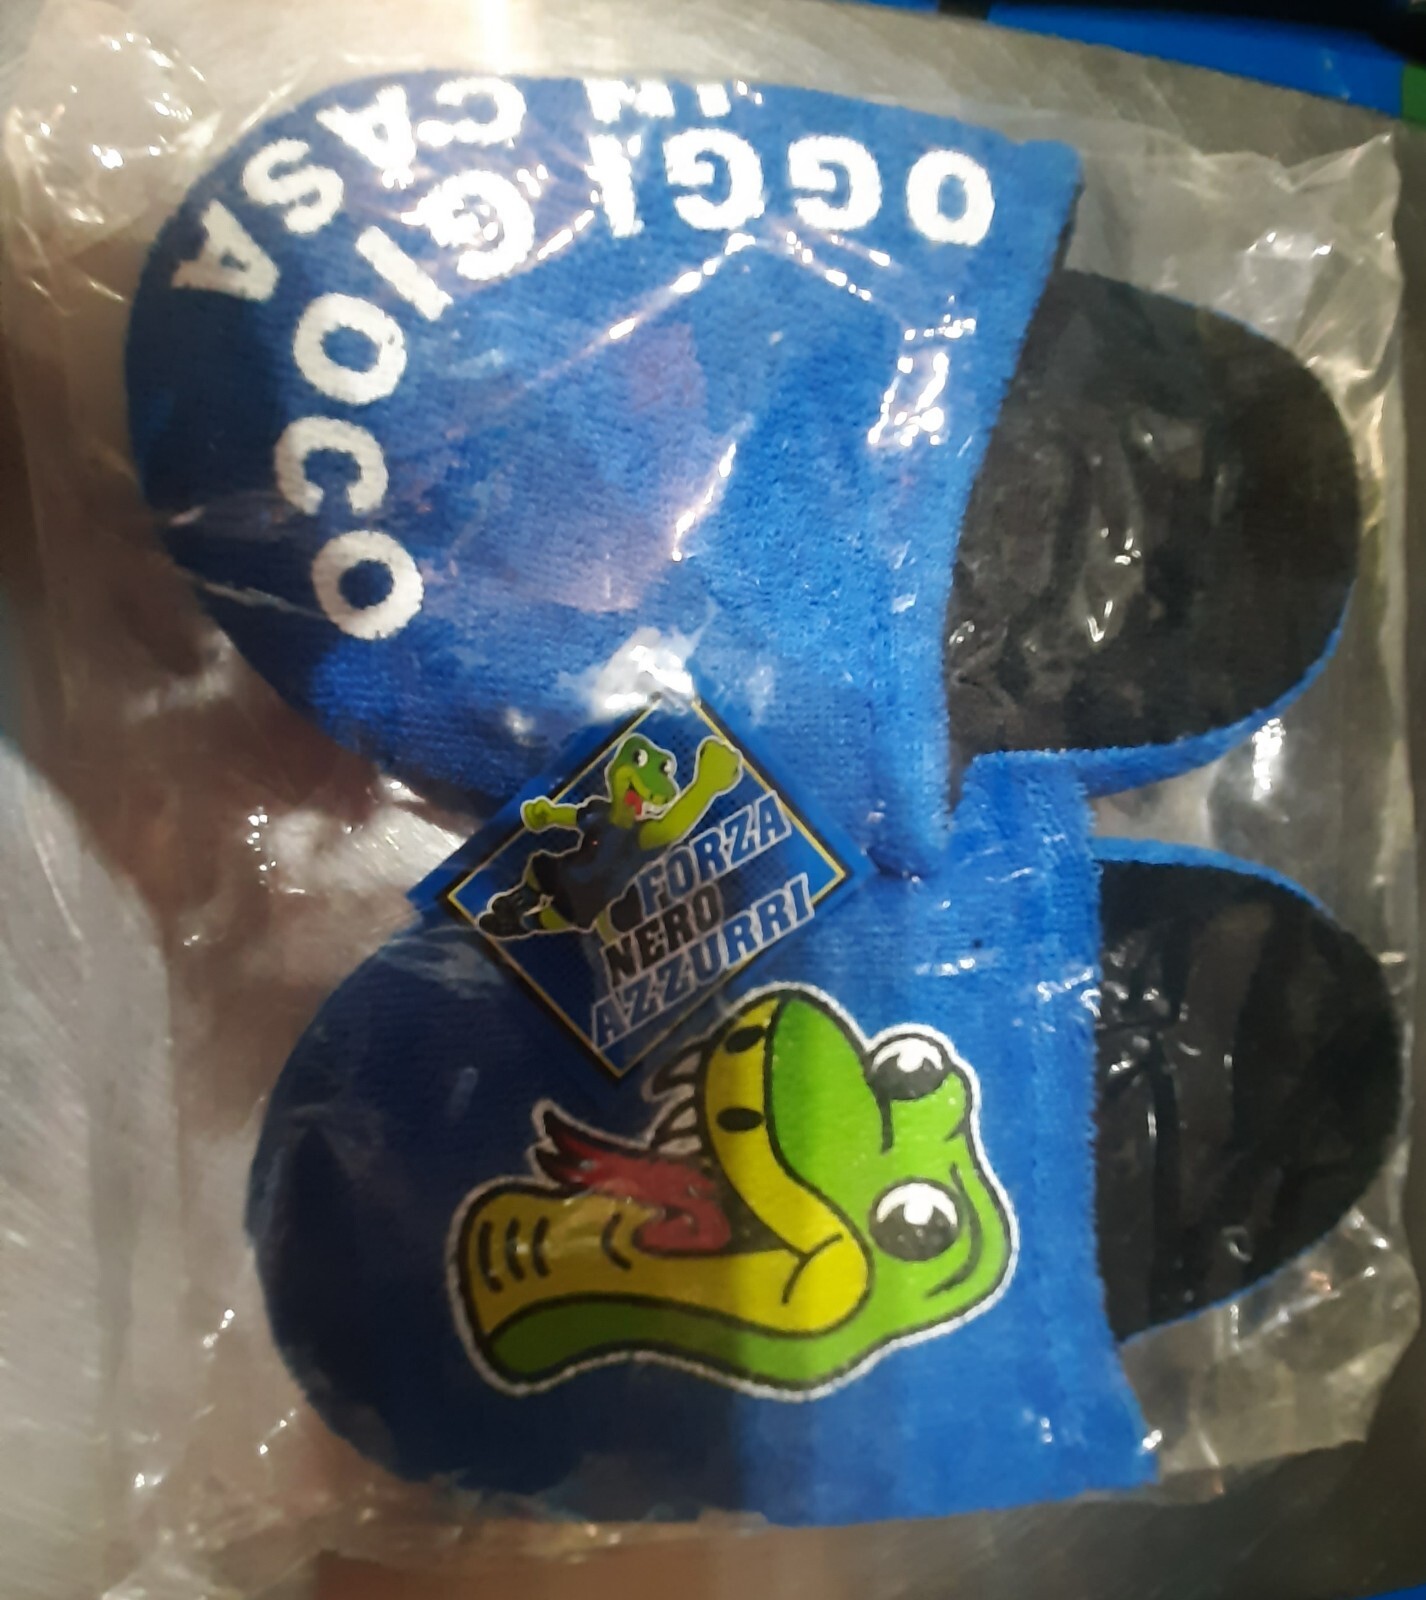 OGGI GIOCO
IN CASA
FORZA
NERO
AZZURRI